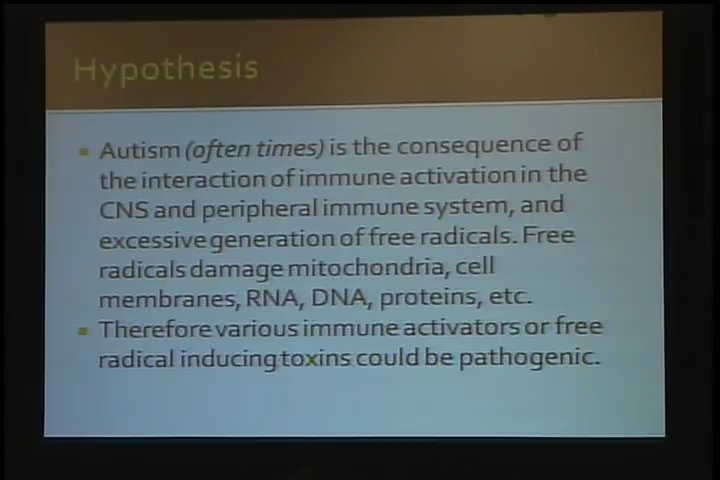 Hypothesis
Autism (often times) is the consequence of
the interaction of immune activation in the
CNS and peripheral immune system, and
excessive generation of free radicals. Free
radicals damage mitochondria, cell
membranes, RNA, DNA, proteins, etc.
Therefore various immune activators or free
radical inducing toxins could be pathogenic.